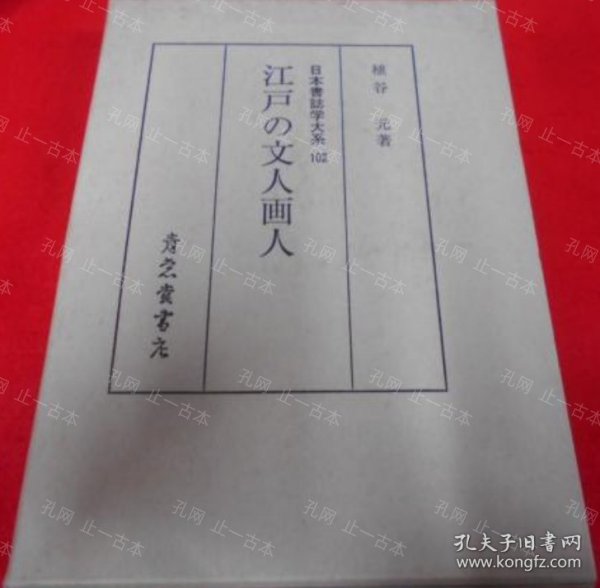 植谷 元著
日本書誌学大系 102
江戸の文人画人
青裳堂書店
孔网 止一古本
孔夫子旧书网
www.kongfz.com